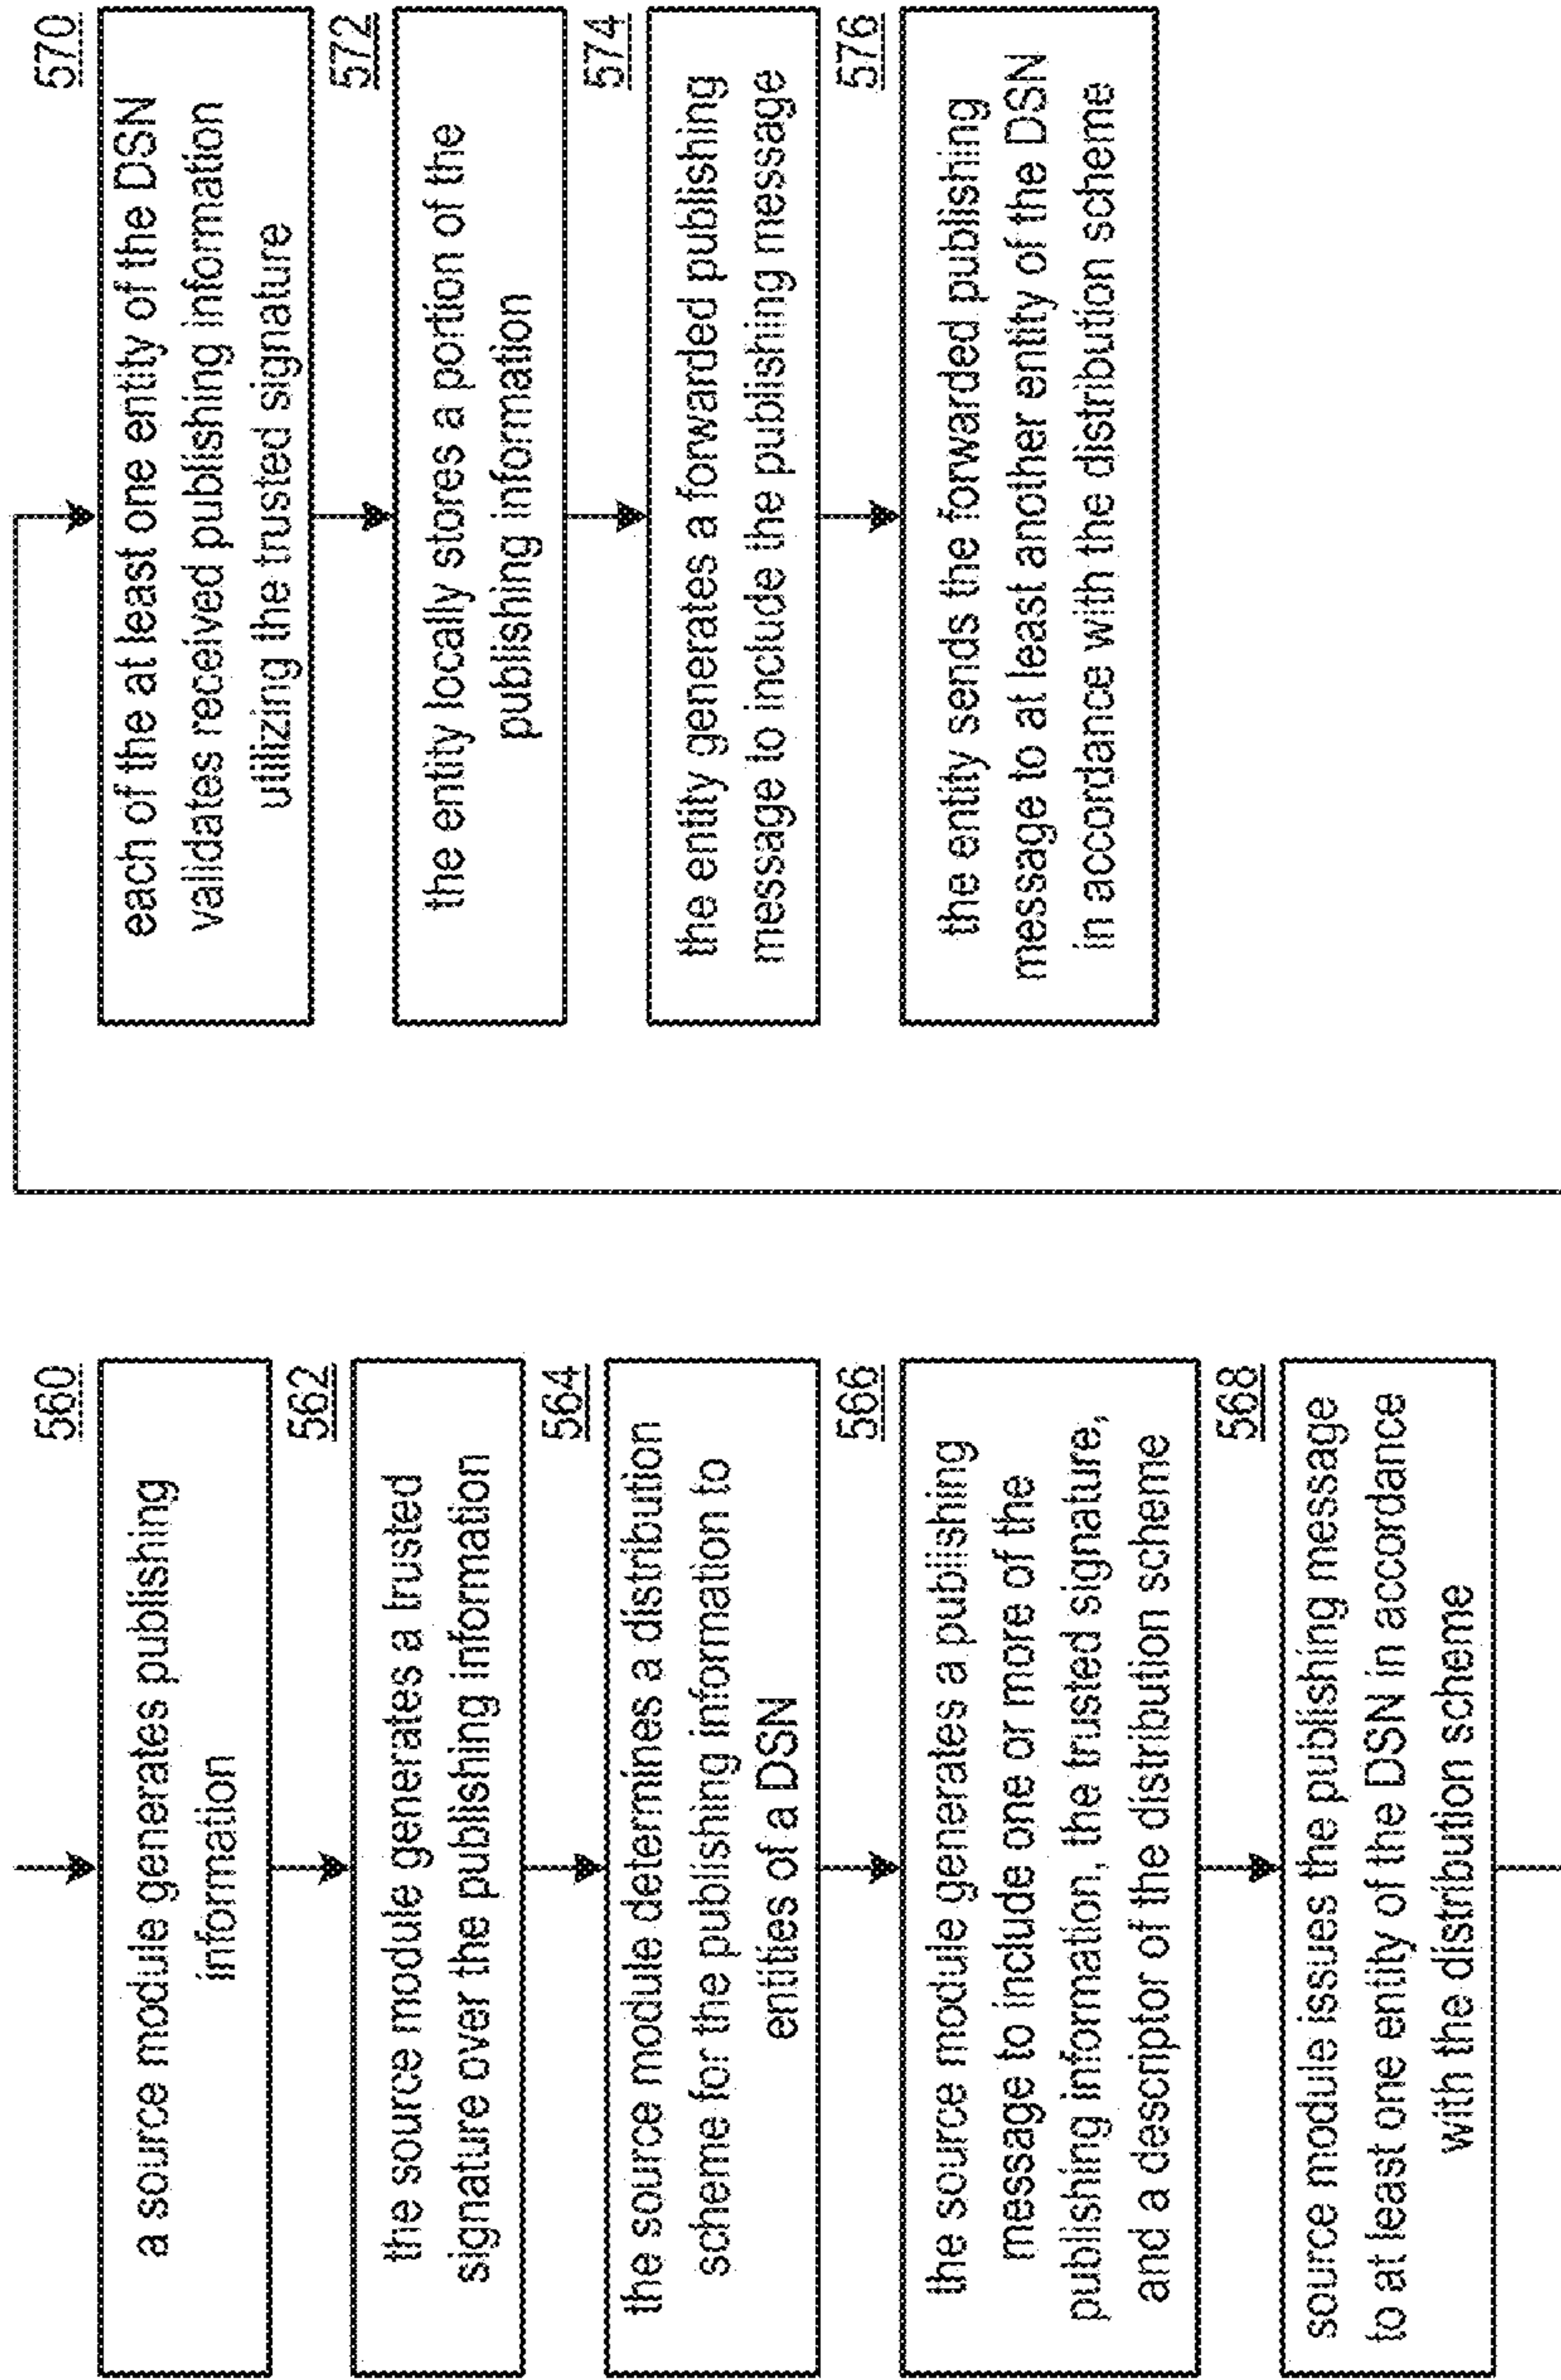 560
a source module generates publishing
information
562
the source module generates a trusted
signature over the publishing information
564
the source module determines a distribution
scheme for the publishing information to
entities of a DSN
566
the source module generates a publishing
message to include one or more of the
publishing information, the trusted signature,
and a descriptor of the distribution scheme
568
source module issues the publishing message
to at least one entity of the DSN in accordance
with the distribution scheme
570
each of the at least one entity of the DSN
validates received publishing information
utilizing the trusted signature
572
the entity locally stores a portion of the
publishing information
574
the entity generates a forwarded publishing
message to include the publishing message
576
the entity sends the forwarded publishing
message to at least another entity of the DSN
in accordance with the distribution scheme